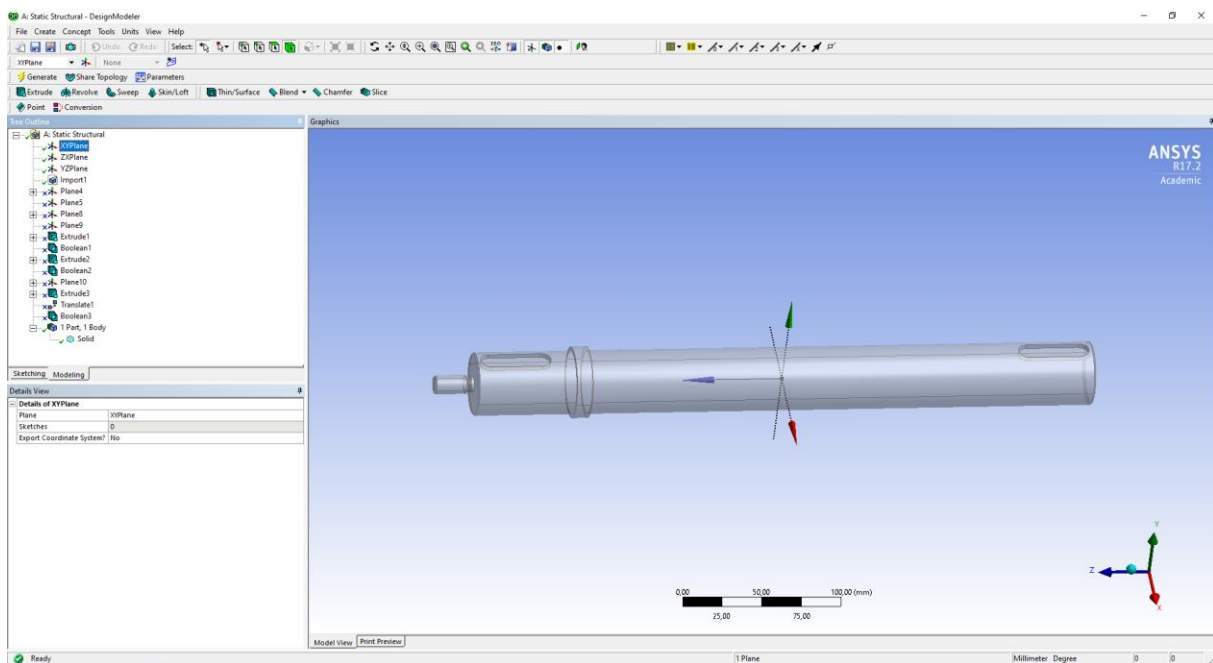 A: Static Structural - DesignModeler
File Create Concept Tools Units View Help
Undo Redo Select:
XYPlane None
Generate Share Topology Parameters
Extrude Revolve Sweep Skin/Loft Thin/Surface Blend Chamfer Slice
Point Conversion
Tree Outline
A: Static Structural
XYPlane
ZXPlane
YZPlane
Import1
Plane4
Plane5
Plane8
Plane9
Extrude1
Boolean1
Extrude2
Boolean2
Plane10
Extrude3
Translate1
Boolean3
1 Part, 1 Body
Solid
Sketching Modeling
Details View
Details of XYPlane
Plane XYPlane
Sketches 0
Export Coordinate System? No
Graphics
ANSYS
R17.2
Academic
Y
Z
X
0,00 50,00 100,00 (mm)
25,00 75,00
Model View Print Preview
Ready 1 Plane Millimeter Degree 0 0